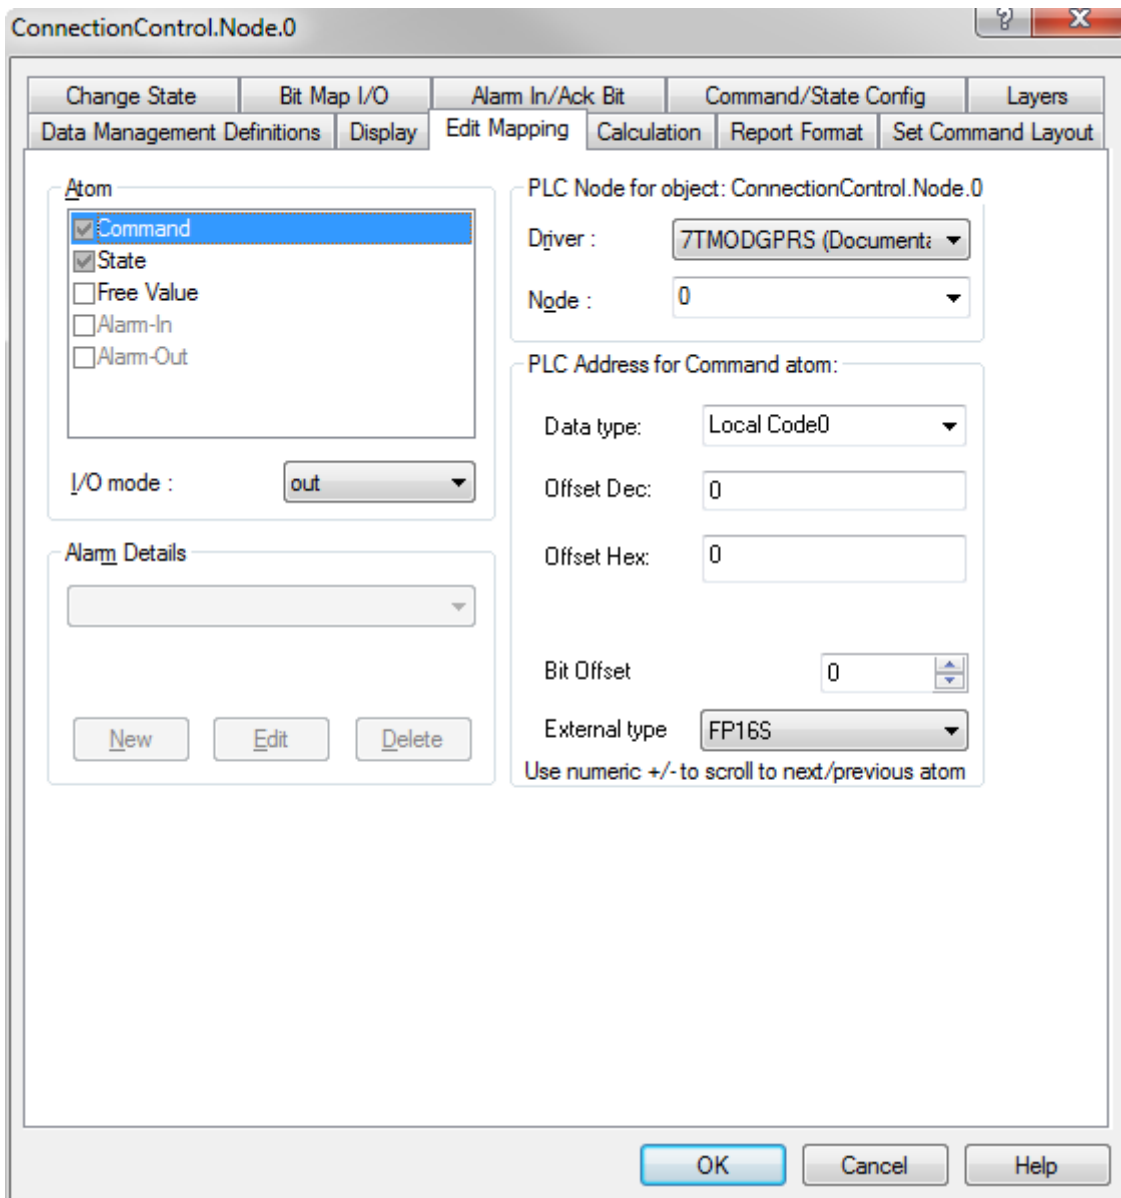 ConnectionControl.Node.0
?
Change State Bit Map I/O Alarm In/Ack Bit Command/State Config Layers
Data Management Definitions Display Edit Mapping Calculation Report Format Set Command Layout
Atom
Command
State
Free Value
Alarm-In
Alarm-Out
I/O mode : out
Alarm Details
New Edit Delete
PLC Node for object: ConnectionControl.Node.0
Driver : 7TMODGPRS (Documenta
Node : 0
PLC Address for Command atom:
Data type: Local Code0
Offset Dec: 0
Offset Hex: 0
Bit Offset 0
External type FP16S
Use numeric +/- to scroll to next/previous atom
OK Cancel Help